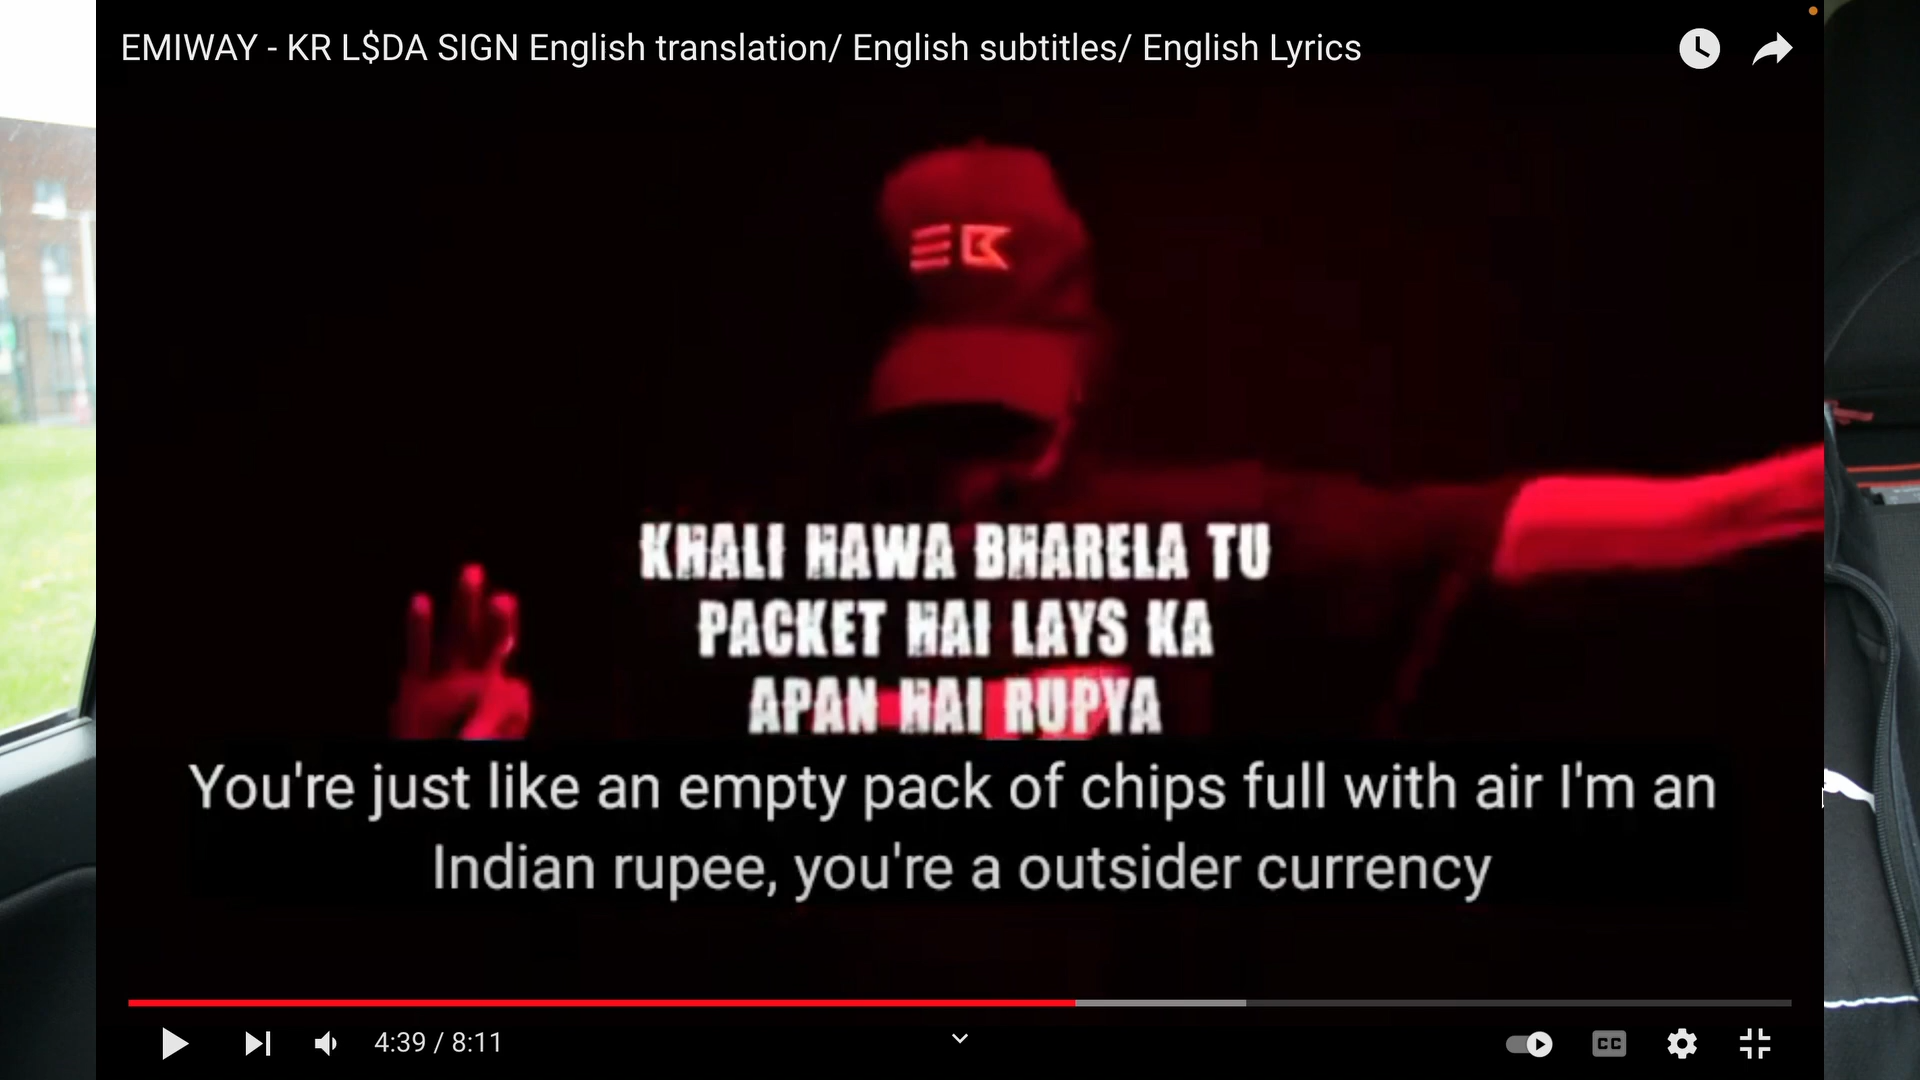 EMIWAY - KR L$DA SIGN English translation/ English subtitles/ English Lyrics
KHALI HAWA BHARELA TU
PACKET HAI LAYS KA
APAN HAI RUPYA
You're just like an empty pack of chips full with air I'm an
Indian rupee, you're a outsider currency
4:39 / 8:11
CC